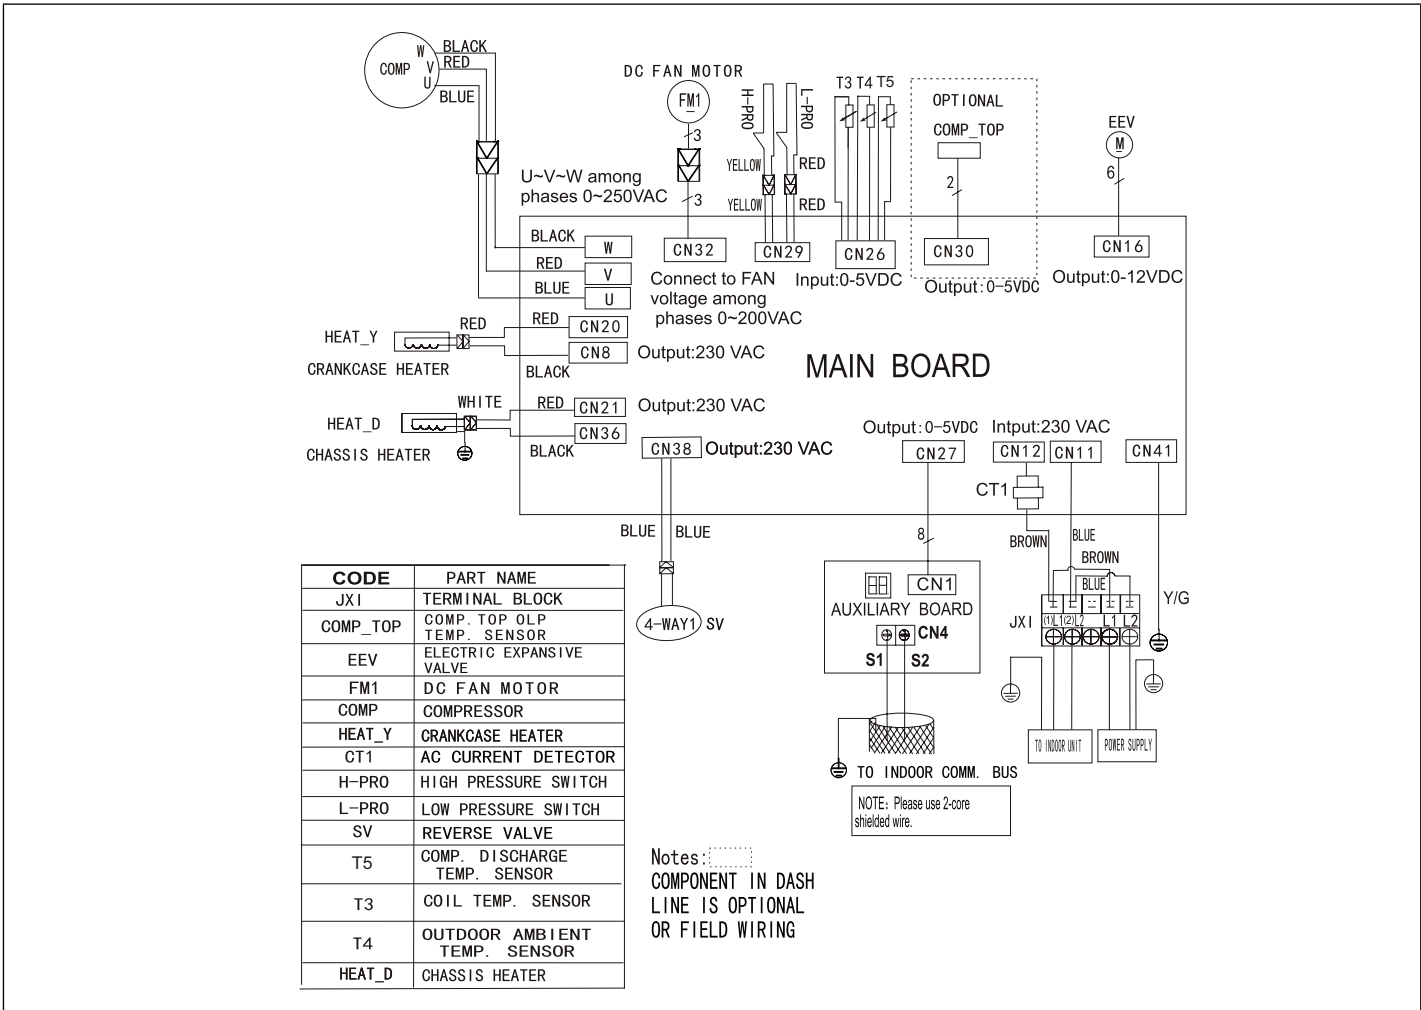 COMP
W
V
U
BLACK
RED
BLUE
U~V~W among
phases 0~250VAC
DC FAN MOTOR
FM1
3
3
H-PRO
L-PRO
YELLOW
RED
YELLOW
RED
T3 T4 T5
OPTIONAL
COMP_TOP
2
EEV
M
6
BLACK
W
RED
V
BLUE
U
CN32
Connect to FAN
voltage among
phases 0~200VAC
CN29
CN26
Input:0-5VDC
CN30
Output:0-5VDC
CN16
Output:0-12VDC
HEAT_Y
RED
RED
CN20
CN8
Output:230 VAC
CRANKCASE HEATER
BLACK
MAIN BOARD
WHITE
RED
CN21
Output:230 VAC
HEAT_D
CN36
CHASSIS HEATER
BLACK
CN38
Output:230 VAC
Output:0-5VDC
CN27
Intput:230 VAC
CN12
CN11
CN41
CT1
BLUE
BLUE
4-WAY1
SV
8
BROWN
BLUE
BROWN
BLUE
CN1
AUXILIARY BOARD
CN4
S1
S2
JXI
(1)L1
(2)L2
L1
L2
Y/G
TO INDOOR UNIT
POWER SUPPLY
TO INDOOR COMM. BUS
NOTE: Please use 2-core
shielded wire.
CODE PART NAME
JXI TERMINAL BLOCK
COMP_TOP COMP.TOP OLP
TEMP. SENSOR
EEV ELECTRIC EXPANSIVE
VALVE
FM1 DC FAN MOTOR
COMP COMPRESSOR
HEAT_Y CRANKCASE HEATER
CT1 AC CURRENT DETECTOR
H-PRO HIGH PRESSURE SWITCH
L-PRO LOW PRESSURE SWITCH
SV REVERSE VALVE
T5 COMP. DISCHARGE
TEMP. SENSOR
T3 COIL TEMP. SENSOR
T4 OUTDOOR AMBIENT
TEMP. SENSOR
HEAT_D CHASSIS HEATER
Notes:
COMPONENT IN DASH
LINE IS OPTIONAL
OR FIELD WIRING